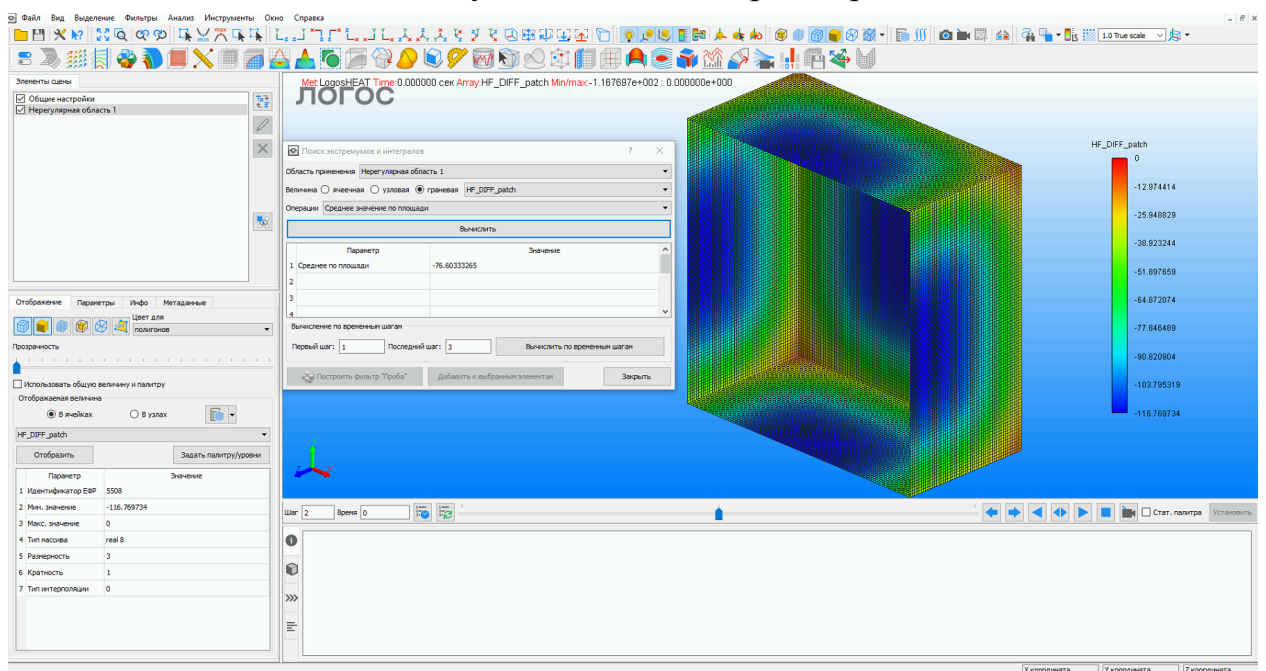 Файл Вид Выделение Фильтры Анализ Инструменты Окно Справка
1.0 True scale
Элементы сцены
Общие настройки
Нерегулярная область 1
Met:LogosHEAT Time:0.000000 сек Array:HF_DIFF_patch Min/max:-1.167697e+002 : 0.000000e+000
ЛОГОС
Поиск экстремумов и интегралов
Область применения Нерегулярная область 1
Величина ячеечная узловая граневая HF_DIFF_patch
Операции Среднее значение по площади
Вычислить
Параметр Значение
1 Среднее по площади -76.60333265
2
3
4
Вычисление по временным шагам
Первый шаг: 1 Последний шаг: 3 Вычислить по временным шагам
Построить фильтр "Проба" Добавить к выбранным элементам Закрыть
HF_DIFF_patch
0
-12.974414
-25.948829
-38.923244
-51.897659
-64.872074
-77.846489
-90.820904
-103.795319
-116.769734
Отображение Параметры Инфо Метаданные
Цвет для
полигонов
Прозрачность
Использовать общую величину и палитру
Отображаемая величина
В ячейках В узлах
HF_DIFF_patch
Отобразить Задать палитру/уровни
Параметр Значение
1 Идентификатор ЕФР 5508
2 Мин. значение -116.769734
3 Макс. значение 0
4 Тип массива real 8
5 Размерность 3
6 Кратность 1
7 Тип интерполяции 0
Шаг 2 Время 0 Стат. палитра Установить
X координата Y координата Z координата